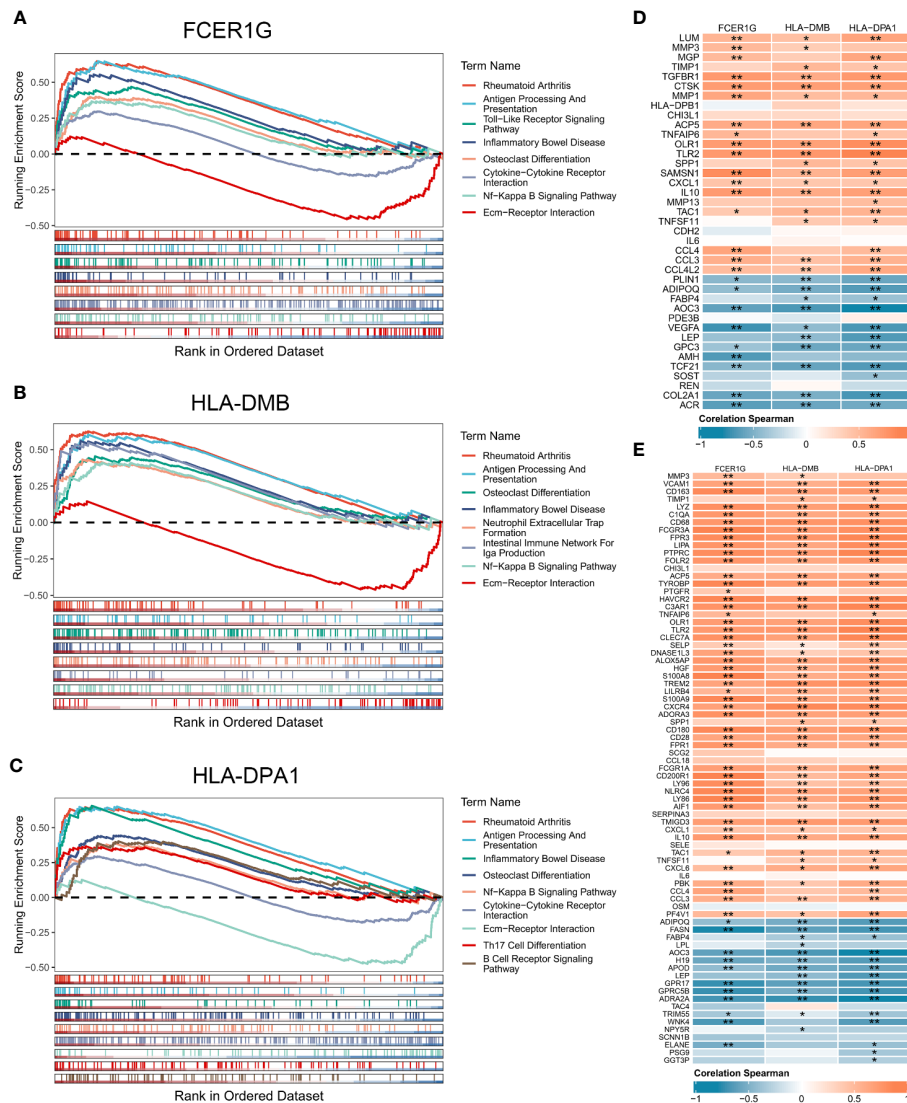 A
FCER1G
Running Enrichment Score
0.50
0.25
0.00
−0.25
−0.50
Rank in Ordered Dataset
Term Name
Rheumatoid Arthritis
Antigen Processing And
Presentation
Toll−Like Receptor Signaling
Pathway
Inflammatory Bowel Disease
Osteoclast Differentiation
Cytokine−Cytokine Receptor
Interaction
Nf−Kappa B Signaling Pathway
Ecm−Receptor Interaction
B
HLA-DMB
Running Enrichment Score
0.50
0.25
0.00
−0.25
−0.50
Rank in Ordered Dataset
Term Name
Rheumatoid Arthritis
Antigen Processing And
Presentation
Osteoclast Differentiation
Inflammatory Bowel Disease
Neutrophil Extracellular Trap
Formation
Intestinal Immune Network For
Iga Production
Nf−Kappa B Signaling Pathway
Ecm−Receptor Interaction
C
HLA-DPA1
Running Enrichment Score
0.50
0.25
0.00
−0.25
−0.50
Rank in Ordered Dataset
Term Name
Rheumatoid Arthritis
Antigen Processing And
Presentation
Inflammatory Bowel Disease
Osteoclast Differentiation
Nf−Kappa B Signaling Pathway
Cytokine−Cytokine Receptor
Interaction
Ecm−Receptor Interaction
Th17 Cell Differentiation
B Cell Receptor Signaling
Pathway
D
FCER1G HLA−DMB HLA−DPA1
LUM ** * **
MMP3 ** *
MGP ** **
TIMP1 * *
TGFBR1 ** ** **
CTSK ** ** **
MMP1 ** * *
HLA−DPB1
CHI3L1
ACP5 ** ** **
TNFAIP6 * *
OLR1 ** ** **
TLR2 ** ** **
SPP1 * *
SAMSN1 ** ** **
CXCL1 ** * *
IL10 ** ** **
MMP13 *
TAC1 * * **
TNFSF11 * *
CDH2
IL6
CCL4 ** **
CCL3 ** ** **
CCL4L2 ** ** **
PLIN1 * ** **
ADIPOQ * ** **
FABP4 * *
AOC3 ** ** **
PDE3B
VEGFA ** * **
LEP ** **
GPC3 * ** **
AMH **
TCF21 ** ** **
SOST *
REN
COL2A1 ** ** **
ACR ** ** **
Corelation Spearman
−1 −0.5 0 0.5
E
FCER1G HLA−DMB HLA−DPA1
MMP3 ** *
VCAM1 ** ** **
CD163 ** ** **
TIMP1 * *
LYZ ** ** **
C1QA ** ** **
CD68 ** ** **
FCGR3A ** ** **
FPR3 ** ** **
LIPA ** ** **
PTPRC ** ** **
FOLR2 ** ** **
CHI3L1
ACP5 ** ** **
TYROBP ** ** **
PTGFR *
HAVCR2 ** ** **
C3AR1 ** ** **
TNFAIP6 * *
OLR1 ** ** **
TLR2 ** ** **
CLEC7A ** ** **
SELP ** * **
DNASE1L3 ** * **
ALOX5AP ** ** **
HGF ** ** **
S100A8 ** ** **
TREM2 ** ** **
LILRB4 * ** **
S100A9 ** ** **
CXCR4 ** ** **
ADORA3 ** ** **
SPP1 * *
CD180 ** ** **
CD28 ** ** **
FPR1 ** ** **
SCG2
CCL18
FCGR1A ** ** **
CD200R1 ** ** **
LY96 ** ** **
NLRC4 ** ** **
LY86 ** ** **
AIF1 ** ** **
SERPINA3
TMIGD3 ** ** **
CXCL1 ** * *
IL10 ** ** **
SELE
TAC1 * * **
TNFSF11 * *
CXCL6 ** * **
IL6
PBK ** * **
CCL4 ** **
CCL3 ** ** **
OSM
PF4V1 ** * **
ADIPOQ * ** **
FASN ** ** **
FABP4 * *
LPL *
AOC3 ** ** **
H19 ** ** **
APOD ** ** **
LEP ** **
GPR17 ** ** **
GPRC5B ** ** **
ADRA2A ** ** **
TAC4
TRIM55 * * **
WNK4 ** **
NPY5R *
SCNN1B
ELANE ** *
PSG9 *
GGT3P *
Corelation Spearman
−1 −0.5 0 0.5 1